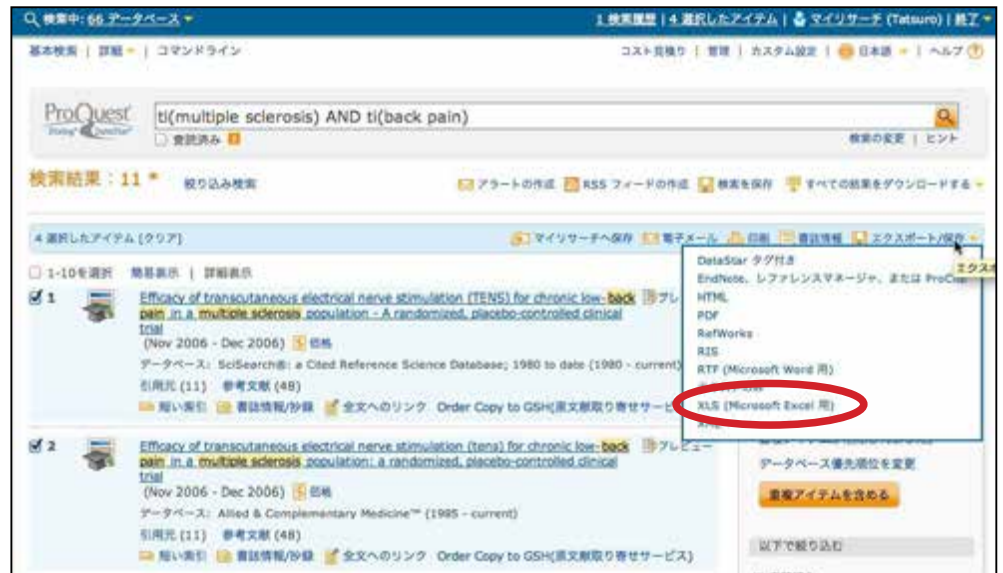 検索中: 66 データベース
1 検索履歴 | 4 選択したアイテム | マイリサーチ (Tatsuro) | 終了
基本検索 | 詳細 | コマンドライン
コスト見積り | 管理 | カスタム設定 | 日本語 | ヘルプ ?
ProQuest
ti(multiple sclerosis) AND ti(back pain)
査読済み
検索の変更 | ヒント
検索結果：11 *
絞り込み検索
アラートの作成 RSS フィードの作成 検索を保存 すべての結果をダウンロードする
4 選択したアイテム [クリア]
マイリサーチへ保存 電子メール 印刷 書誌情報 エクスポート/保存
1-10を選択 簡易表示 | 詳細表示
DataStar タグ付き
EndNote、レファレンスマネージャ、または
HTML
PDF
RefWorks
RIS
RTF (Microsoft Word 用)
XLS (Microsoft Excel 用)
1
Efficacy of transcutaneous electrical nerve stimulation (TENS) for chronic low-back
pain in a multiple sclerosis population - A randomized, placebo-controlled clinical
trial
(Nov 2006 - Dec 2006) 価格
データベース: SciSearch®: a Cited Reference Science Database; 1980 to date (1980 - current)
引用元 (11) 参考文献 (48)
短い索引 書誌情報/抄録 全文へのリンク Order Copy to GSH(原文献取り寄せサービ
2
Efficacy of transcutaneous electrical nerve stimulation (tens) for chronic low-back
プレビュー
pain in a multiple sclerosis population: a randomized, placebo-controlled clinical
trial
(Nov 2006 - Dec 2006) 価格
データベース: Allied & Complementary Medicine™ (1985 - current)
引用元 (11) 参考文献 (48)
短い索引 書誌情報/抄録 全文へのリンク Order Copy to GSH(原文献取り寄せサービス)
データベース優先順位を変更
重複アイテムを含める
以下で絞り込む